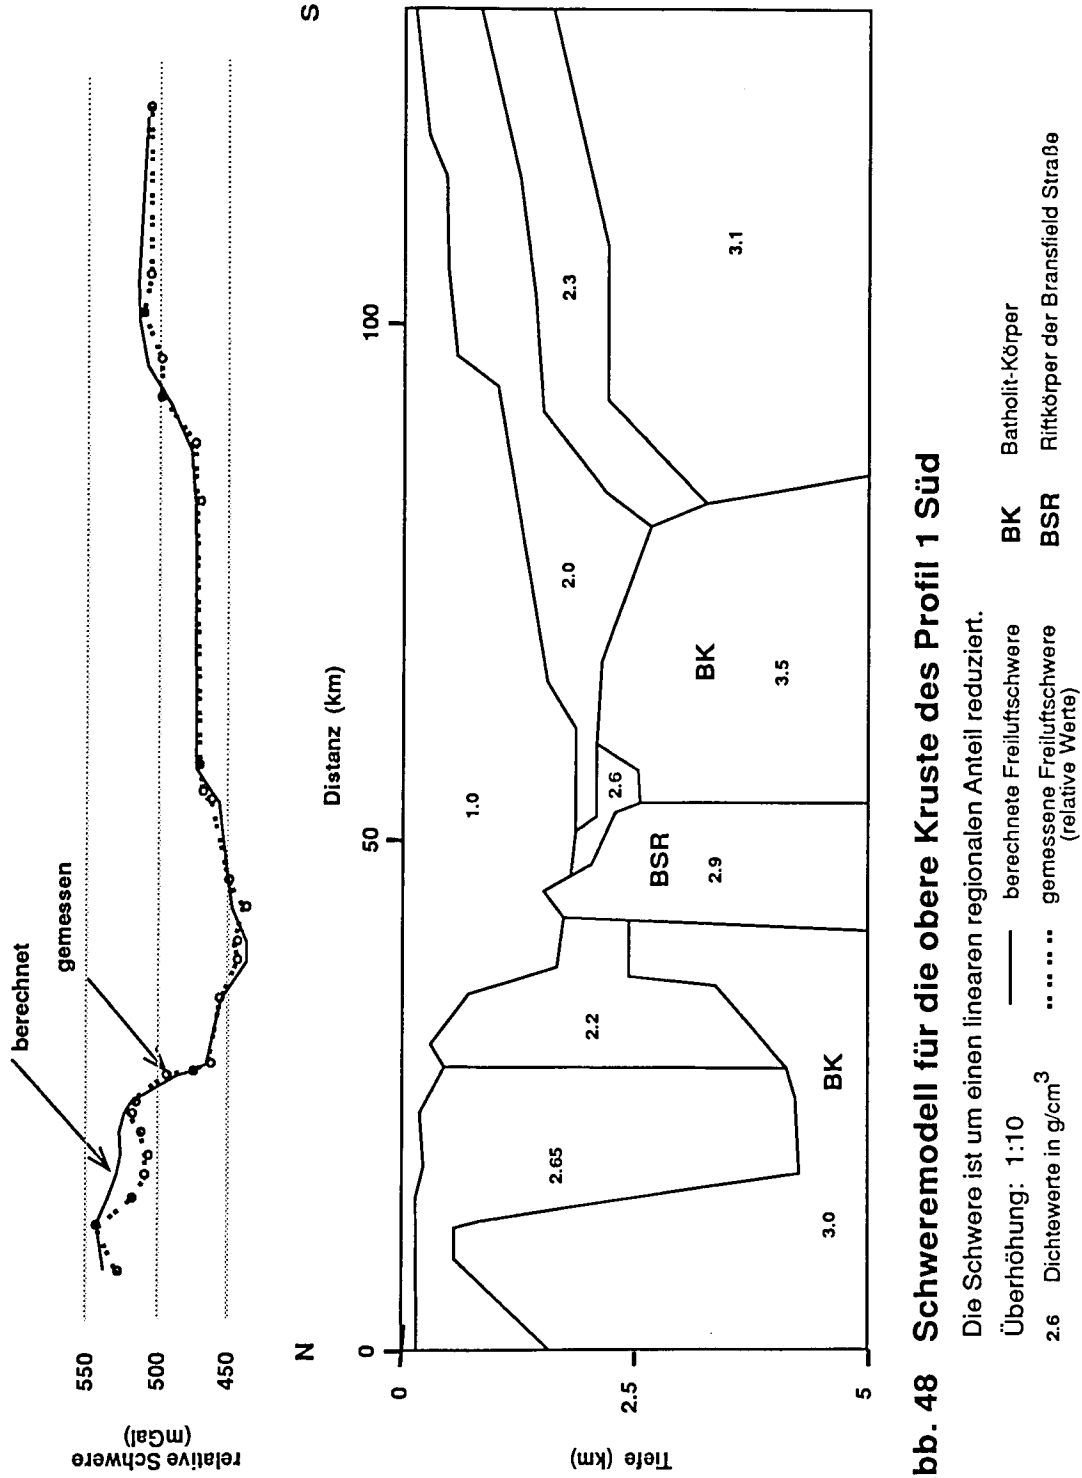 berechnet
gemessen
550
500
450
relative Schwere
(mGal)
N
S
Distanz (km)
0
50
100
0
2.5
5
Tiefe (km)
1.0
2.0
2.3
3.1
2.6
BK
3.5
BSR
2.9
2.2
2.65
BK
3.0
bb. 48 Schweremodell für die obere Kruste des Profil 1 Süd
Die Schwere ist um einen linearen regionalen Anteil reduziert.
Überhöhung: 1:10
2.6 Dichtewerte in g/cm3
berechnete Freiluftschwere
gemessene Freiluftschwere
(relative Werte)
BK Batholit-Körper
BSR Riftkörper der Bransfield Straße